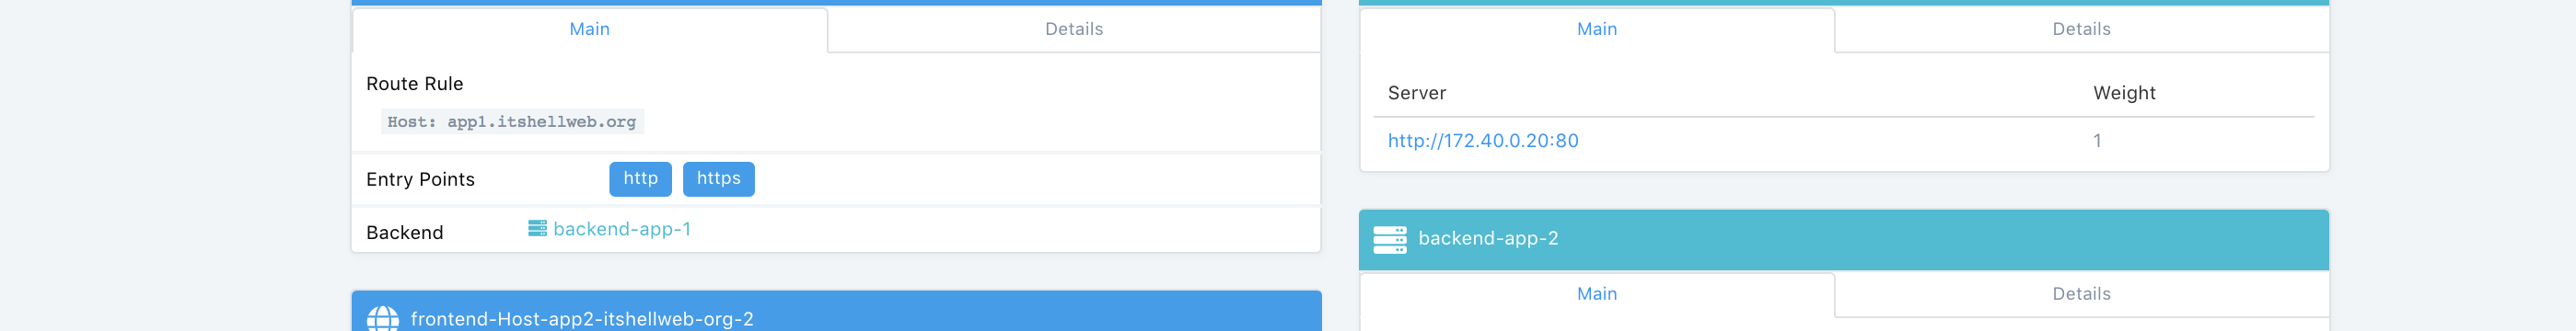 Main
Details
Route Rule
Host: app1.itshellweb.org
Entry Points http https
Backend backend-app-1
frontend-Host-app2-itshellweb-org-2
Main
Details
Server Weight
http://172.40.0.20:80 1
backend-app-2
Main
Details